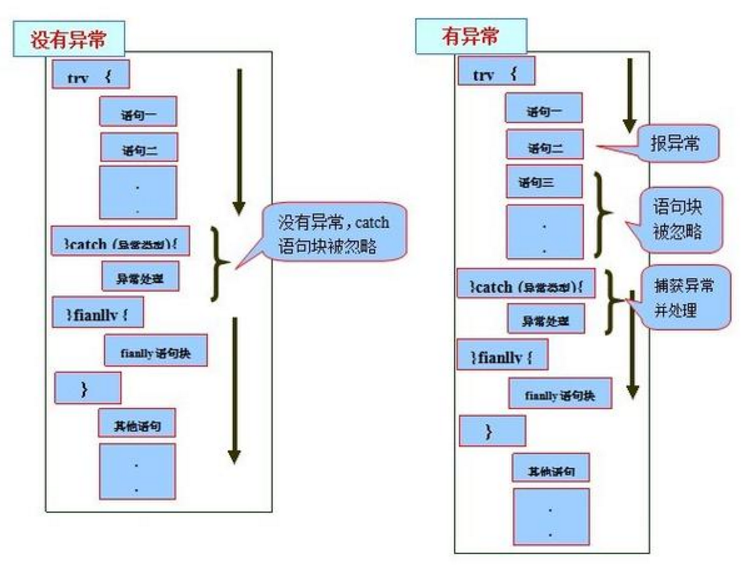 没有异常
trv {
语句一
语句二
.
.
}catch (异常类型){
异常处理
没有异常，catch
语句块被忽略
}fianllv {
fianlly 语句块
}
其他语句
.
.
有异常
trv {
语句一
语句二
报异常
语句三
.
.
语句块
被忽略
}catch (异常类型){
异常处理
捕获异常
并处理
}fianllv {
fianlly 语句块
}
其他语句
.
.